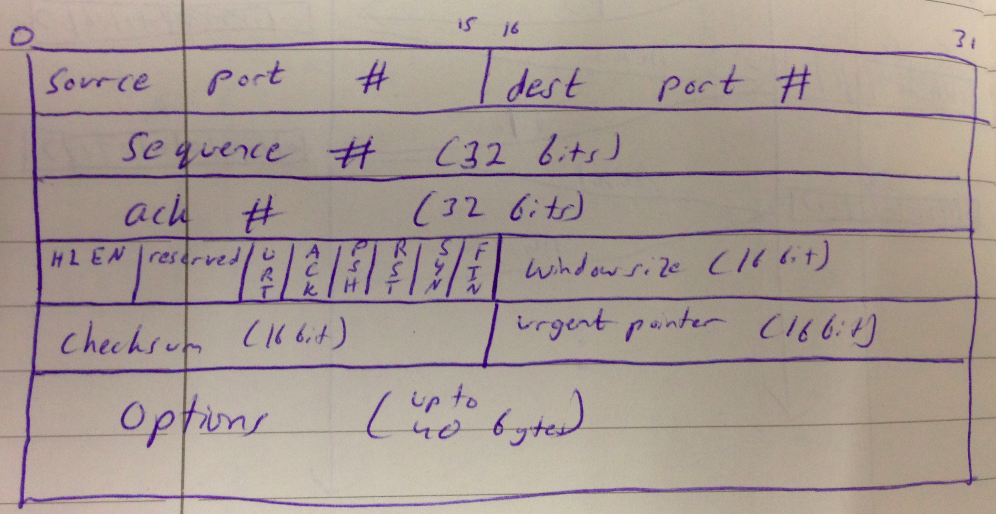 0 15 16 31
Source port # dest port #
Sequence # (32 bits)
ack # (32 bits)
HLEN reserved URT ACK PSH RST SYN FIN Window size (16 bit)
Checksum (16 bit) urgent pointer (16 bit)
Options (up to 40 bytes)